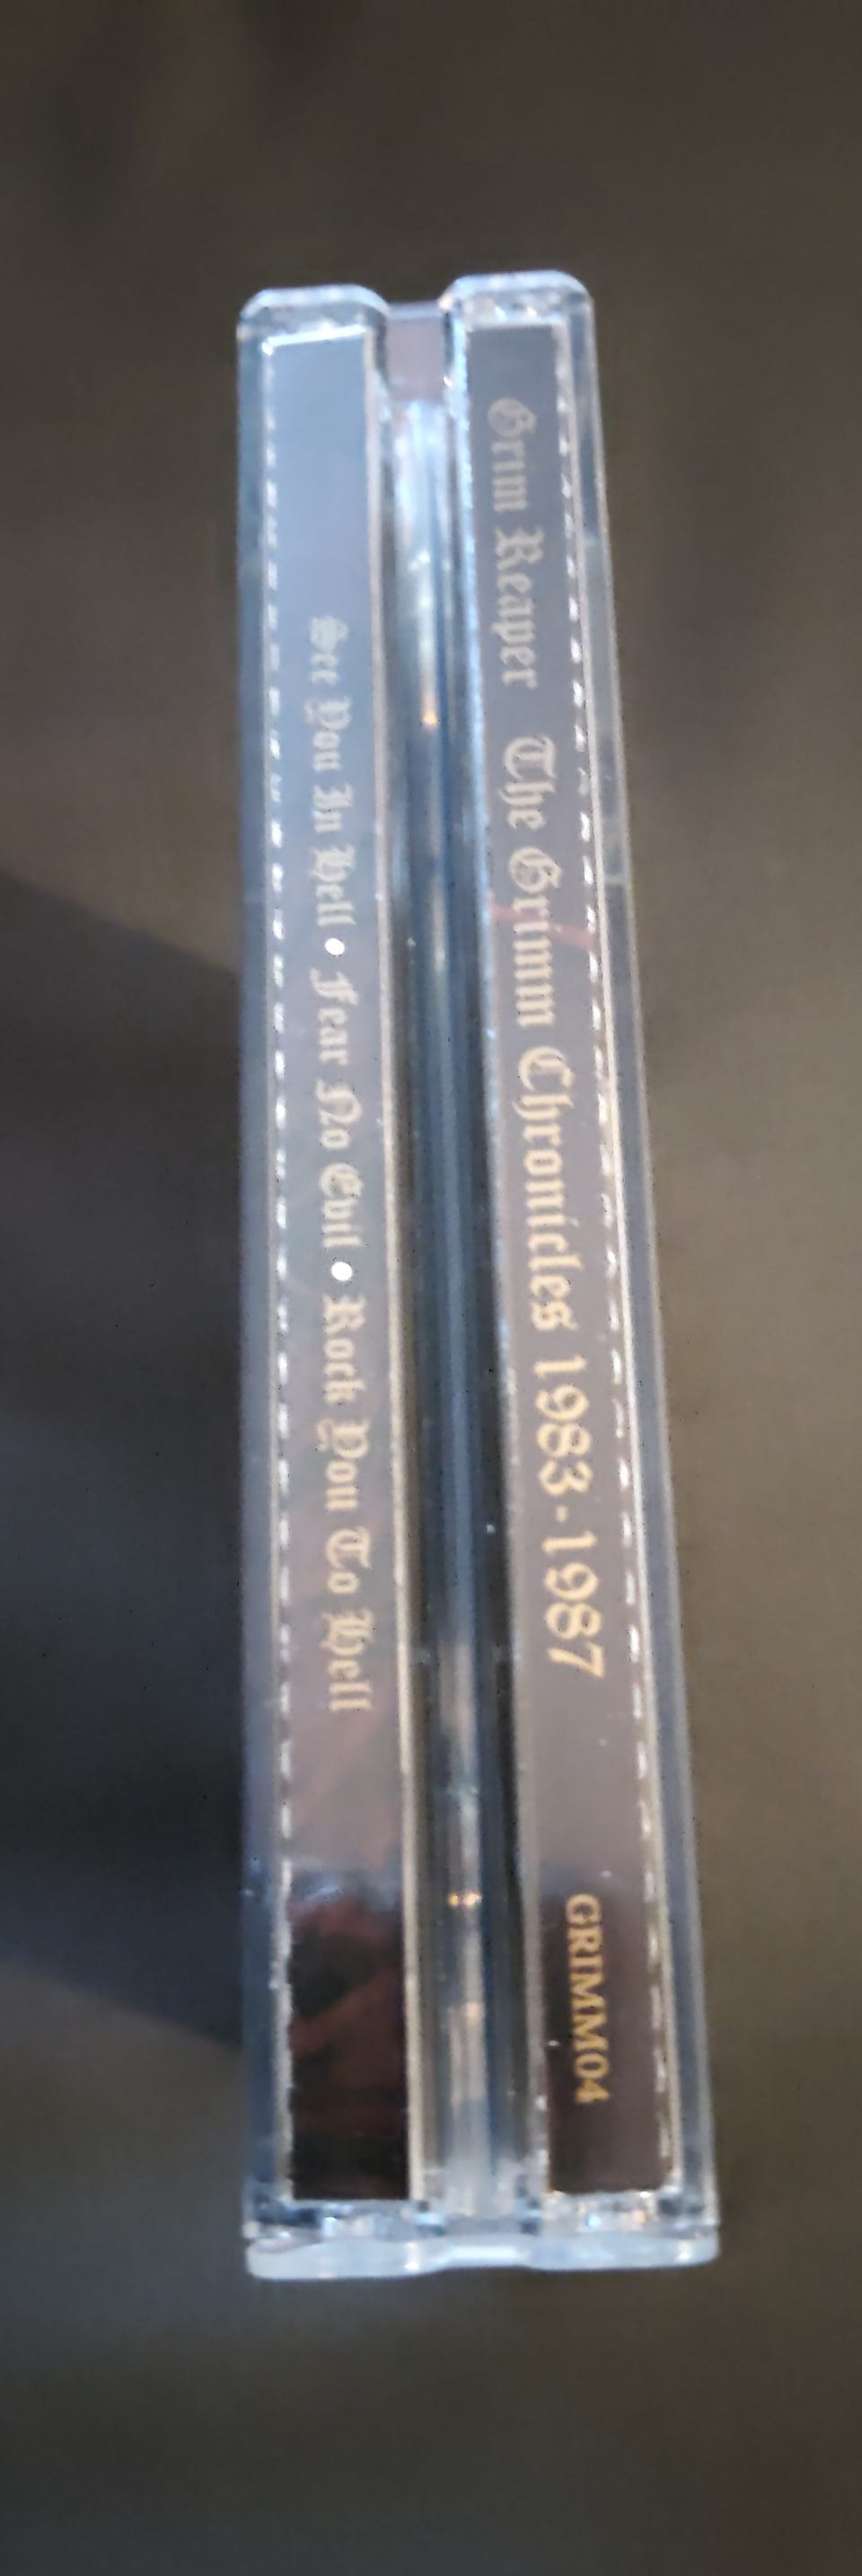 Grim Reaper The Grimm Chronicles 1983-1987 GRIMM04
See You In Hell • Fear No Evil • Rock You To Hell